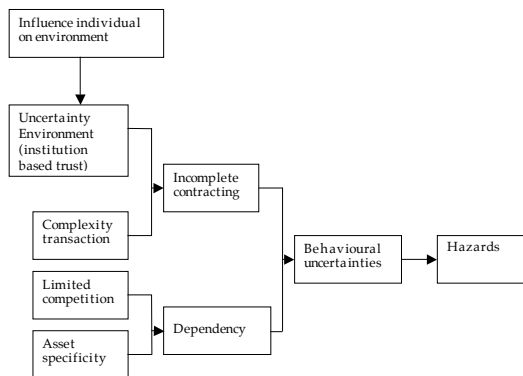 Influence individual
on environment
Uncertainty
Environment
(institution
based trust)
Incomplete
contracting
Complexity
transaction
Behavioural
uncertainties
Hazards
Limited
competition
Dependency
Asset
specificity